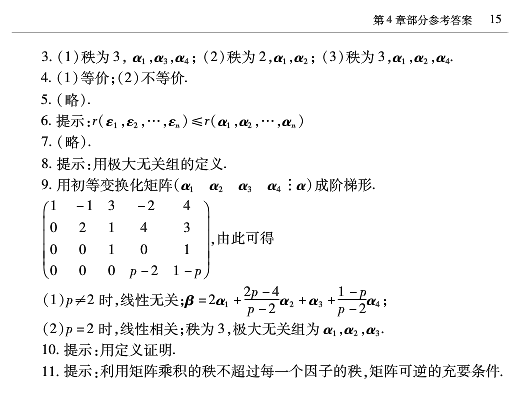 第4章部分参考答案 15
3. (1)秩为3, α₁,α₃,α₄; (2)秩为2,α₁,α₂; (3)秩为3,α₁,α₂,α₄.
4. (1)等价;(2)不等价.
5. (略).
6. 提示:r(ε₁,ε₂,⋯,εₙ)≤r(α₁,α₂,⋯,αₙ)
7. (略).
8. 提示:用极大无关组的定义.
9. 用初等变换化矩阵(α₁ α₂ α₃ α₄⋮α)成阶梯形.
1 -1 3 -2 4
0 2 1 4 3
0 0 1 0 1 ,由此可得
0 0 0 p-2 1-p
(1)p≠2时,线性无关;β=2α₁+(2p-4)/(p-2)α₂+α₃+(1-p)/(p-2)α₄;
(2)p=2时,线性相关;秩为3,极大无关组为α₁,α₂,α₃.
10. 提示:用定义证明.
11. 提示:利用矩阵乘积的秩不超过每一个因子的秩,矩阵可逆的充要条件.